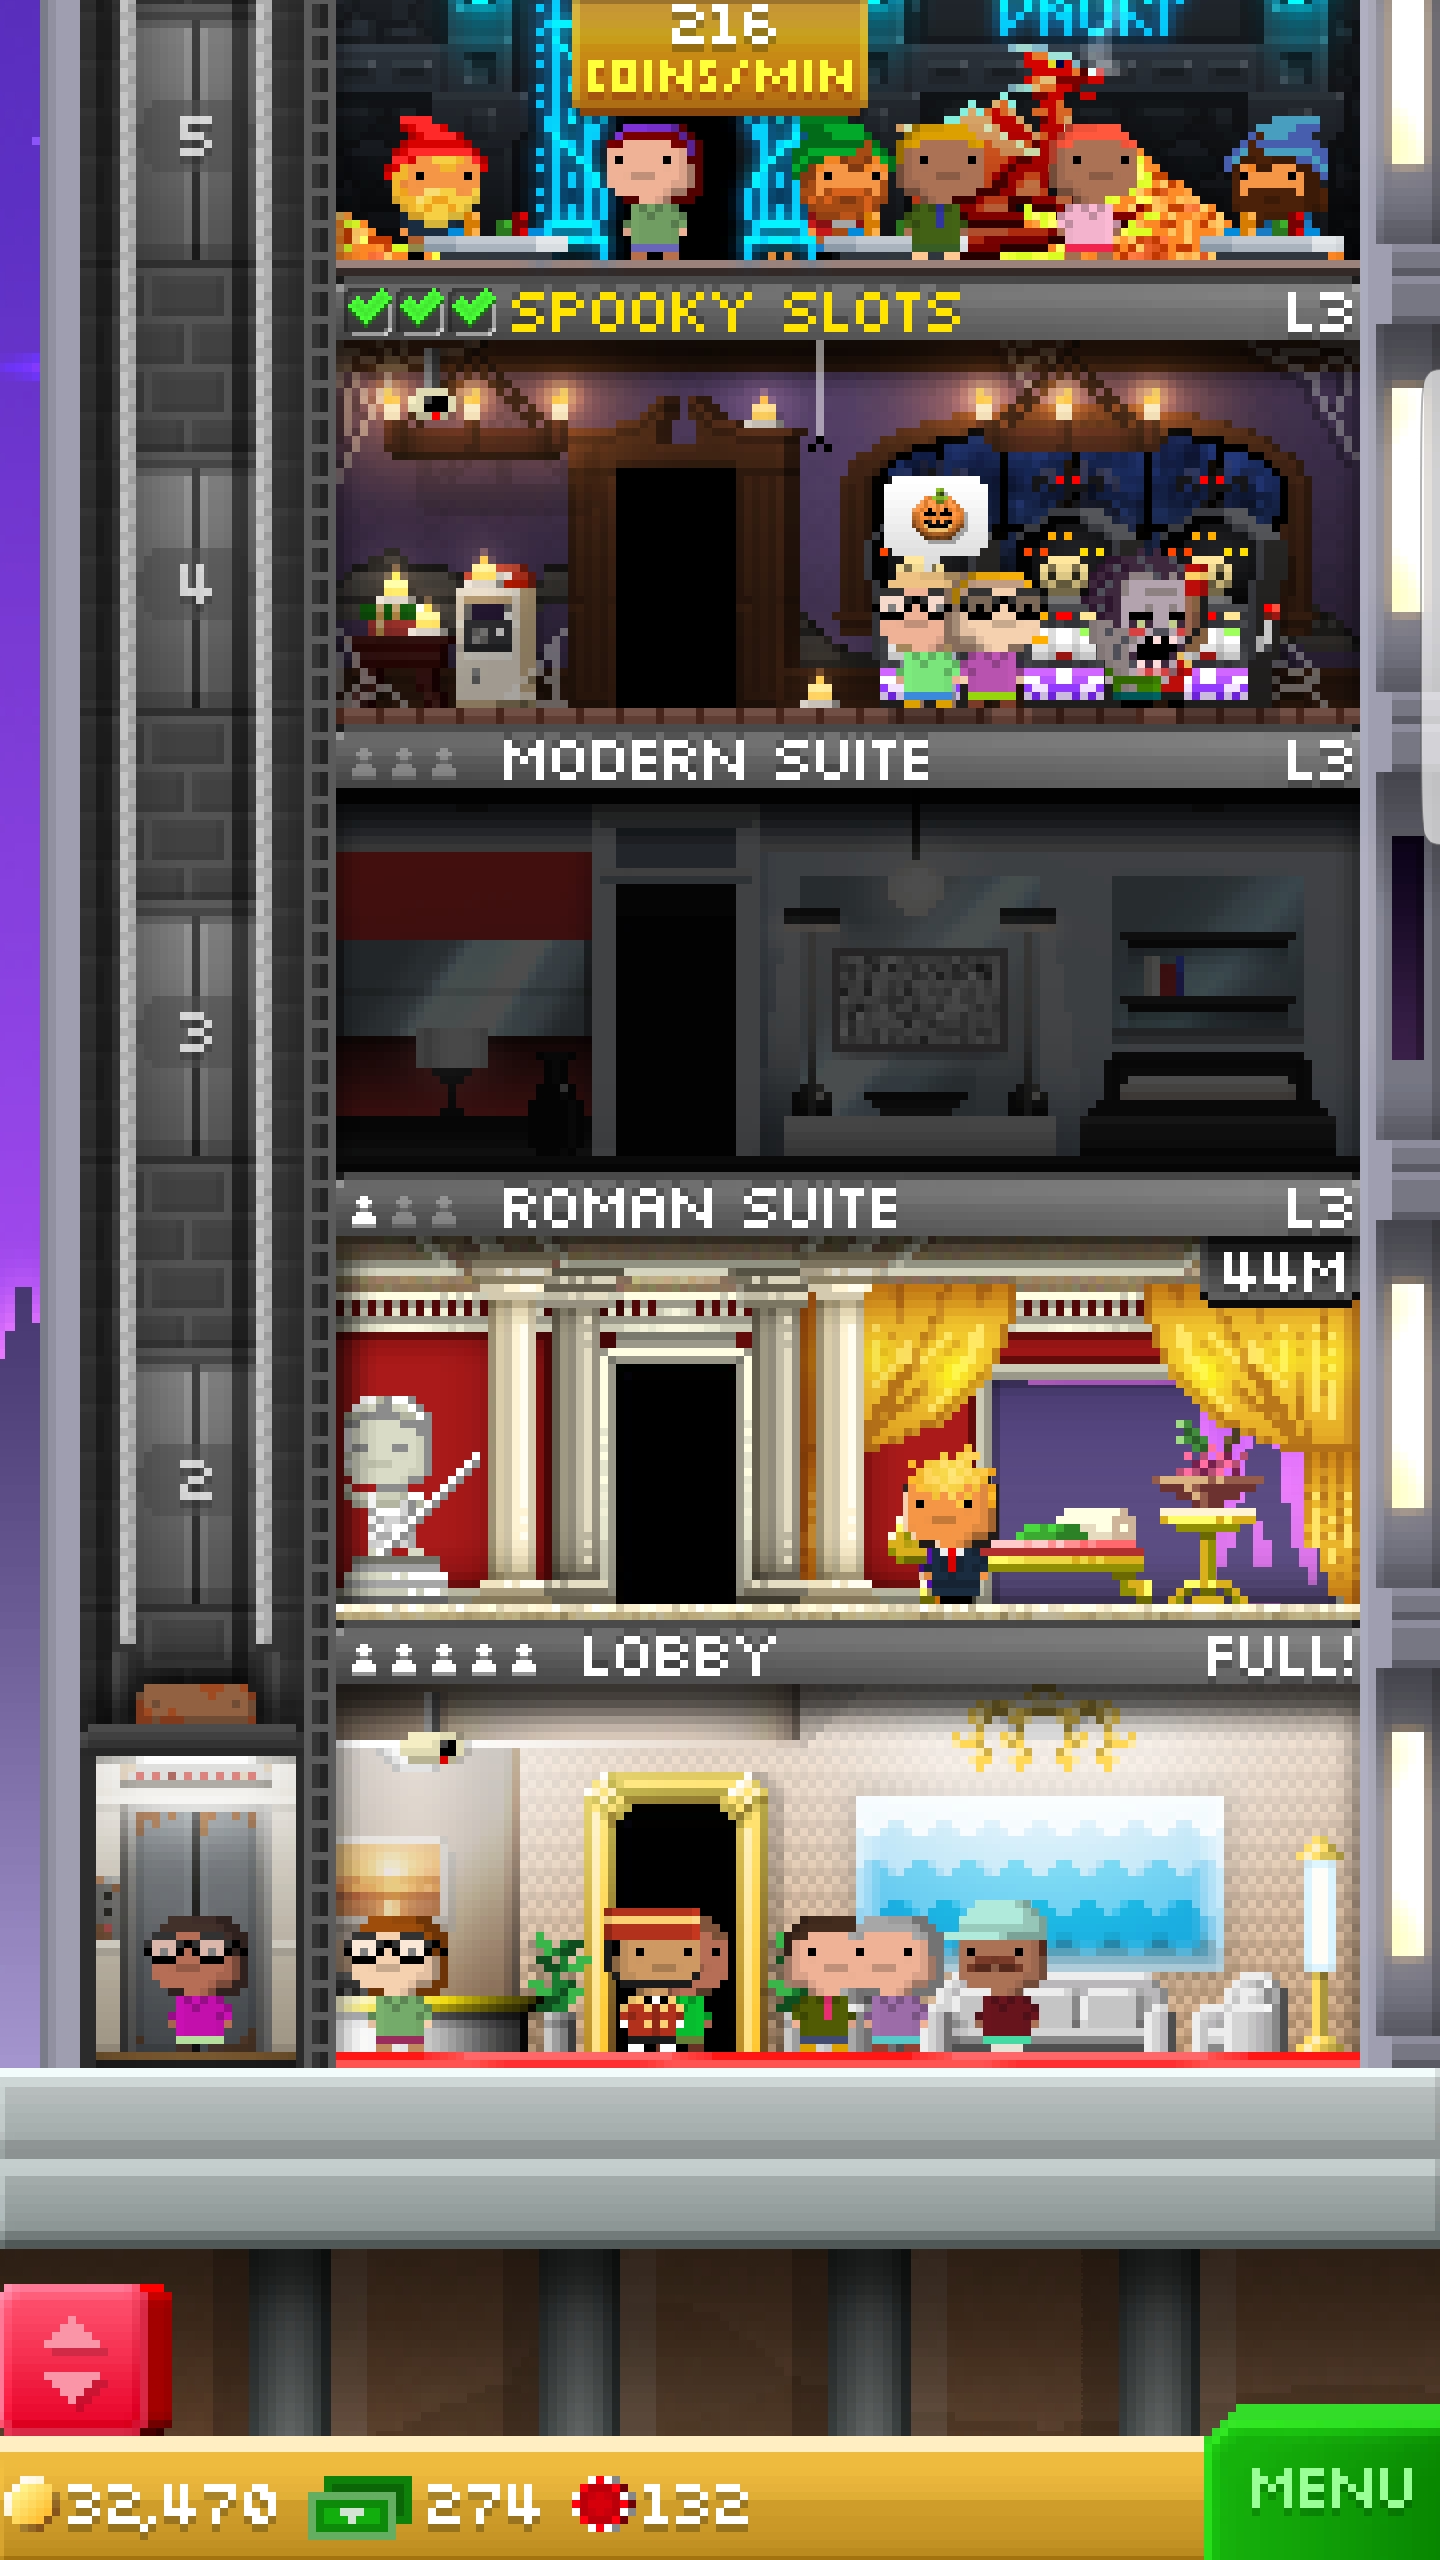 216
COINS/MIN
5
SPOOKY SLOTS L3
4
MODERN SUITE L3
3
ROMAN SUITE L3
44M
2
LOBBY FULL!
32,470 274 132
MENU